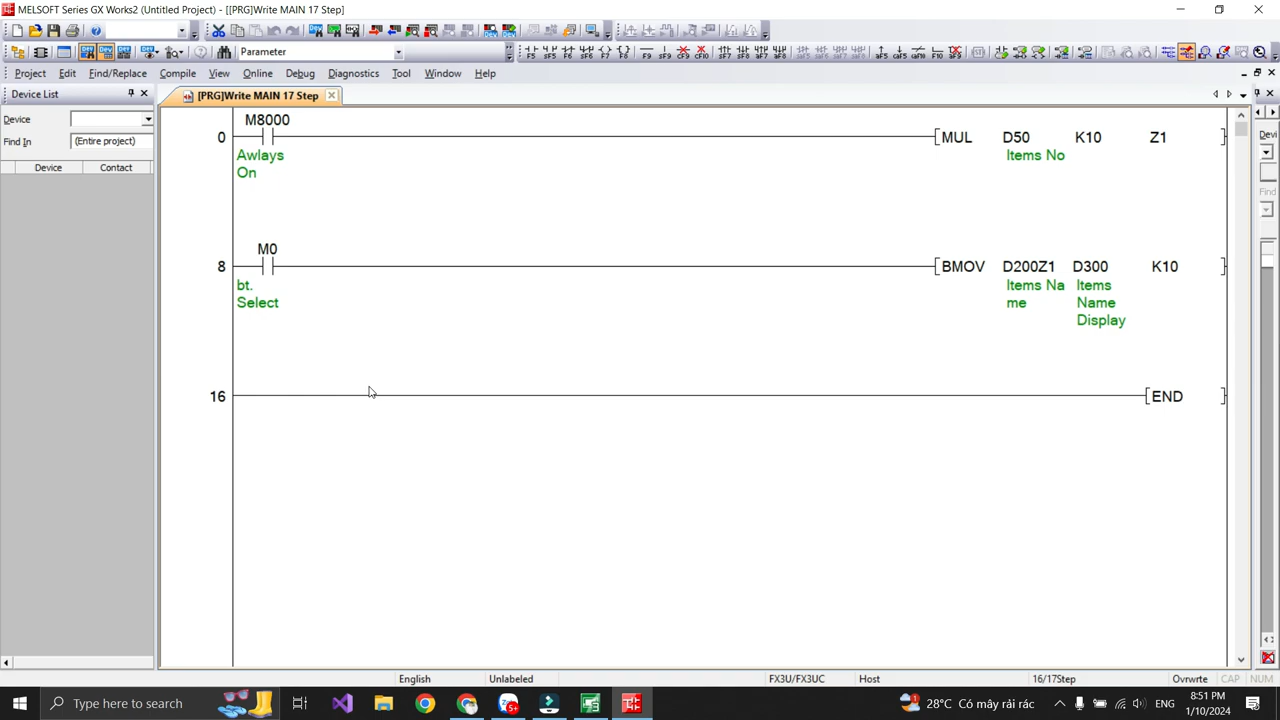 MELSOFT Series GX Works2 (Untitled Project) - [[PRG]Write MAIN 17 Step]
Parameter
Project Edit Find/Replace Compile View Online Debug Diagnostics Tool Window Help
Device List
[PRG]Write MAIN 17 Step
Device
Find In (Entire project)
Device Contact
M8000
0
MUL D50 K10 Z1
Awlays
On
Items No
M0
8
BMOV D200Z1 D300 K10
bt.
Select
Items Na
me
Items
Name
Display
16
END
Devi
Find
English
Unlabeled
FX3U/FX3UC
Host
16/17Step
Ovrwrte
CAP
NUM
Type here to search
28°C Có mây rải rác
8:51 PM
1/10/2024